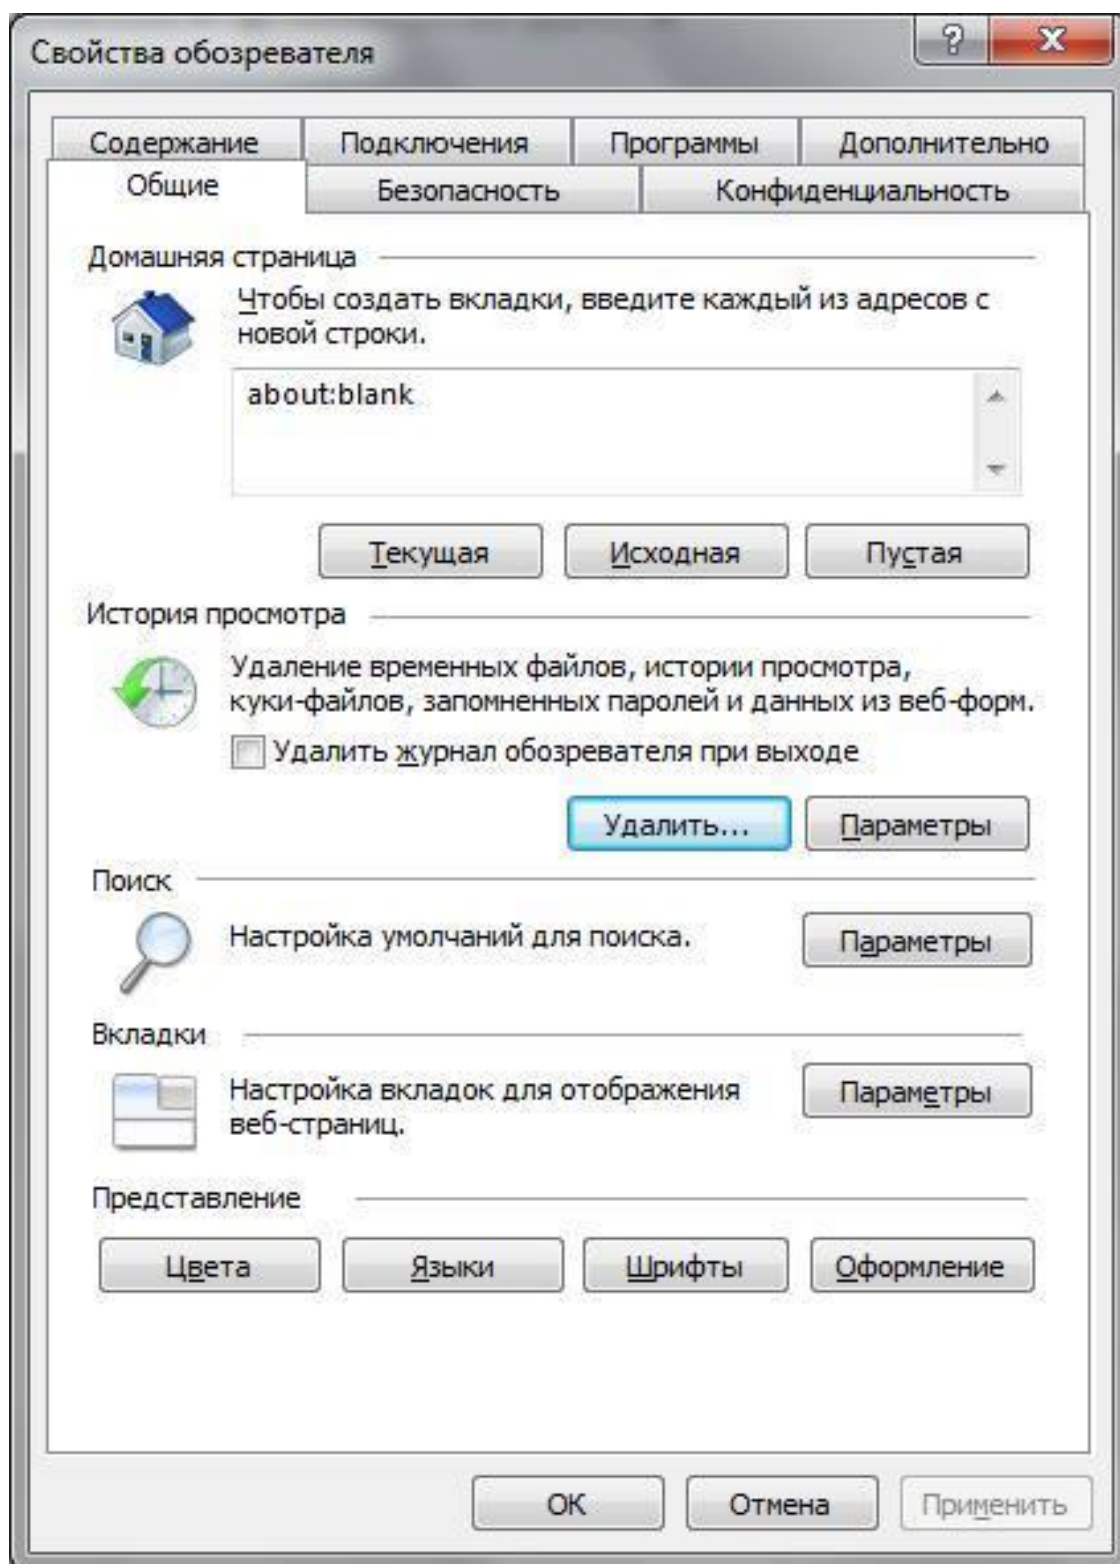 Свойства обозревателя
?
Содержание Подключения Программы Дополнительно
Общие Безопасность Конфиденциальность
Домашняя страница
Чтобы создать вкладки, введите каждый из адресов с
новой строки.
about:blank
Текущая Исходная Пустая
История просмотра
Удаление временных файлов, истории просмотра,
куки-файлов, запомненных паролей и данных из веб-форм.
Удалить журнал обозревателя при выходе
Удалить... Параметры
Поиск
Настройка умолчаний для поиска. Параметры
Вкладки
Настройка вкладок для отображения Параметры
веб-страниц.
Представление
Цвета Языки Шрифты Оформление
ОК Отмена Применить